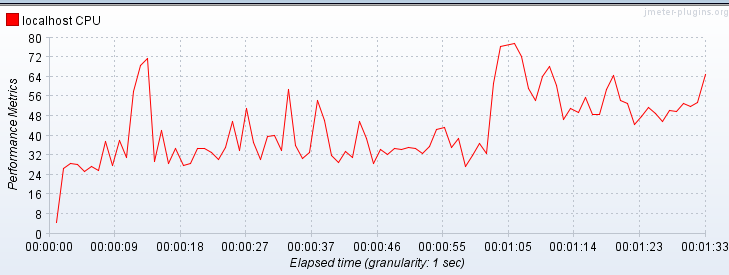 jmeter-plugins.org
localhost CPU
80
72
64
56
48
40
32
24
16
8
0
Performance Metrics
00:00:00 00:00:09 00:00:18 00:00:27 00:00:37 00:00:46 00:00:55 00:01:05 00:01:14 00:01:23 00:01:33
Elapsed time (granularity: 1 sec)